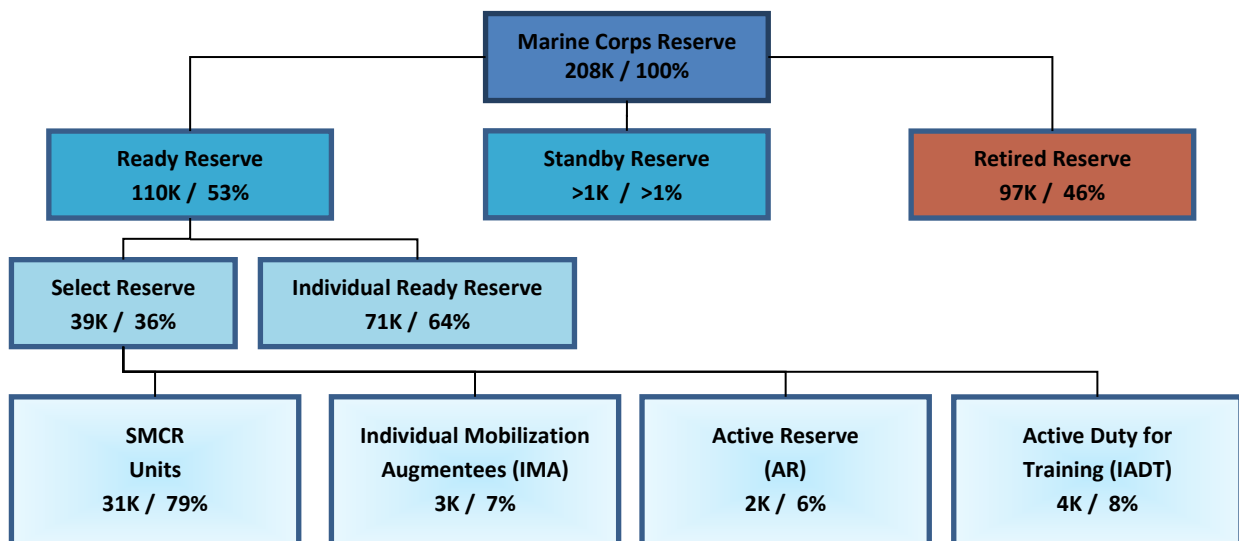 Marine Corps Reserve
208K / 100%
Ready Reserve
110K / 53%
Standby Reserve
>1K / >1%
Retired Reserve
97K / 46%
Select Reserve
39K / 36%
Individual Ready Reserve
71K / 64%
SMCR
Units
31K / 79%
Individual Mobilization
Augmentees (IMA)
3K / 7%
Active Reserve
(AR)
2K / 6%
Active Duty for
Training (IADT)
4K / 8%